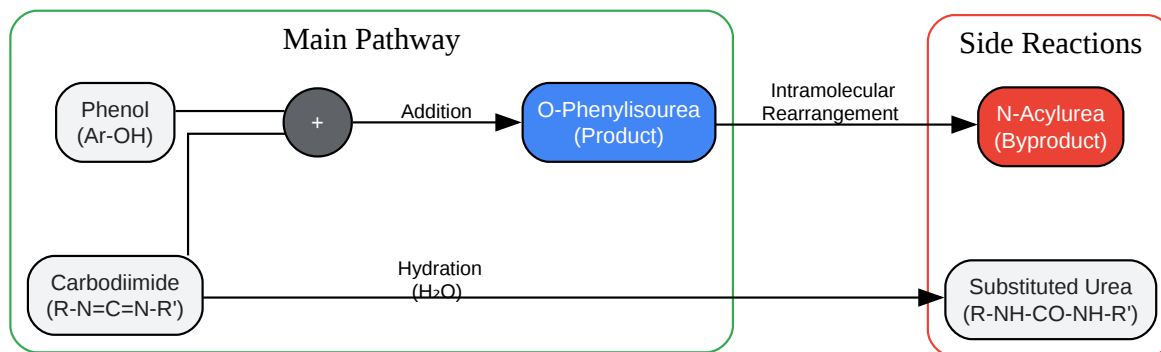 Main Pathway
Side Reactions
Phenol
(Ar-OH)
+
Addition
O-Phenylisourea
(Product)
Intramolecular
Rearrangement
N-Acylurea
(Byproduct)
Carbodiimide
(R-N=C=N-R')
Hydration
(H₂O)
Substituted Urea
(R-NH-CO-NH-R')